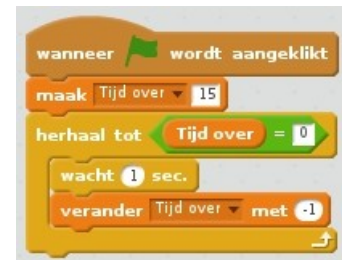 wanneer wordt aangeklikt
maak Tijd over 15
herhaal tot Tijd over = 0
wacht 1 sec.
verander Tijd over met -1